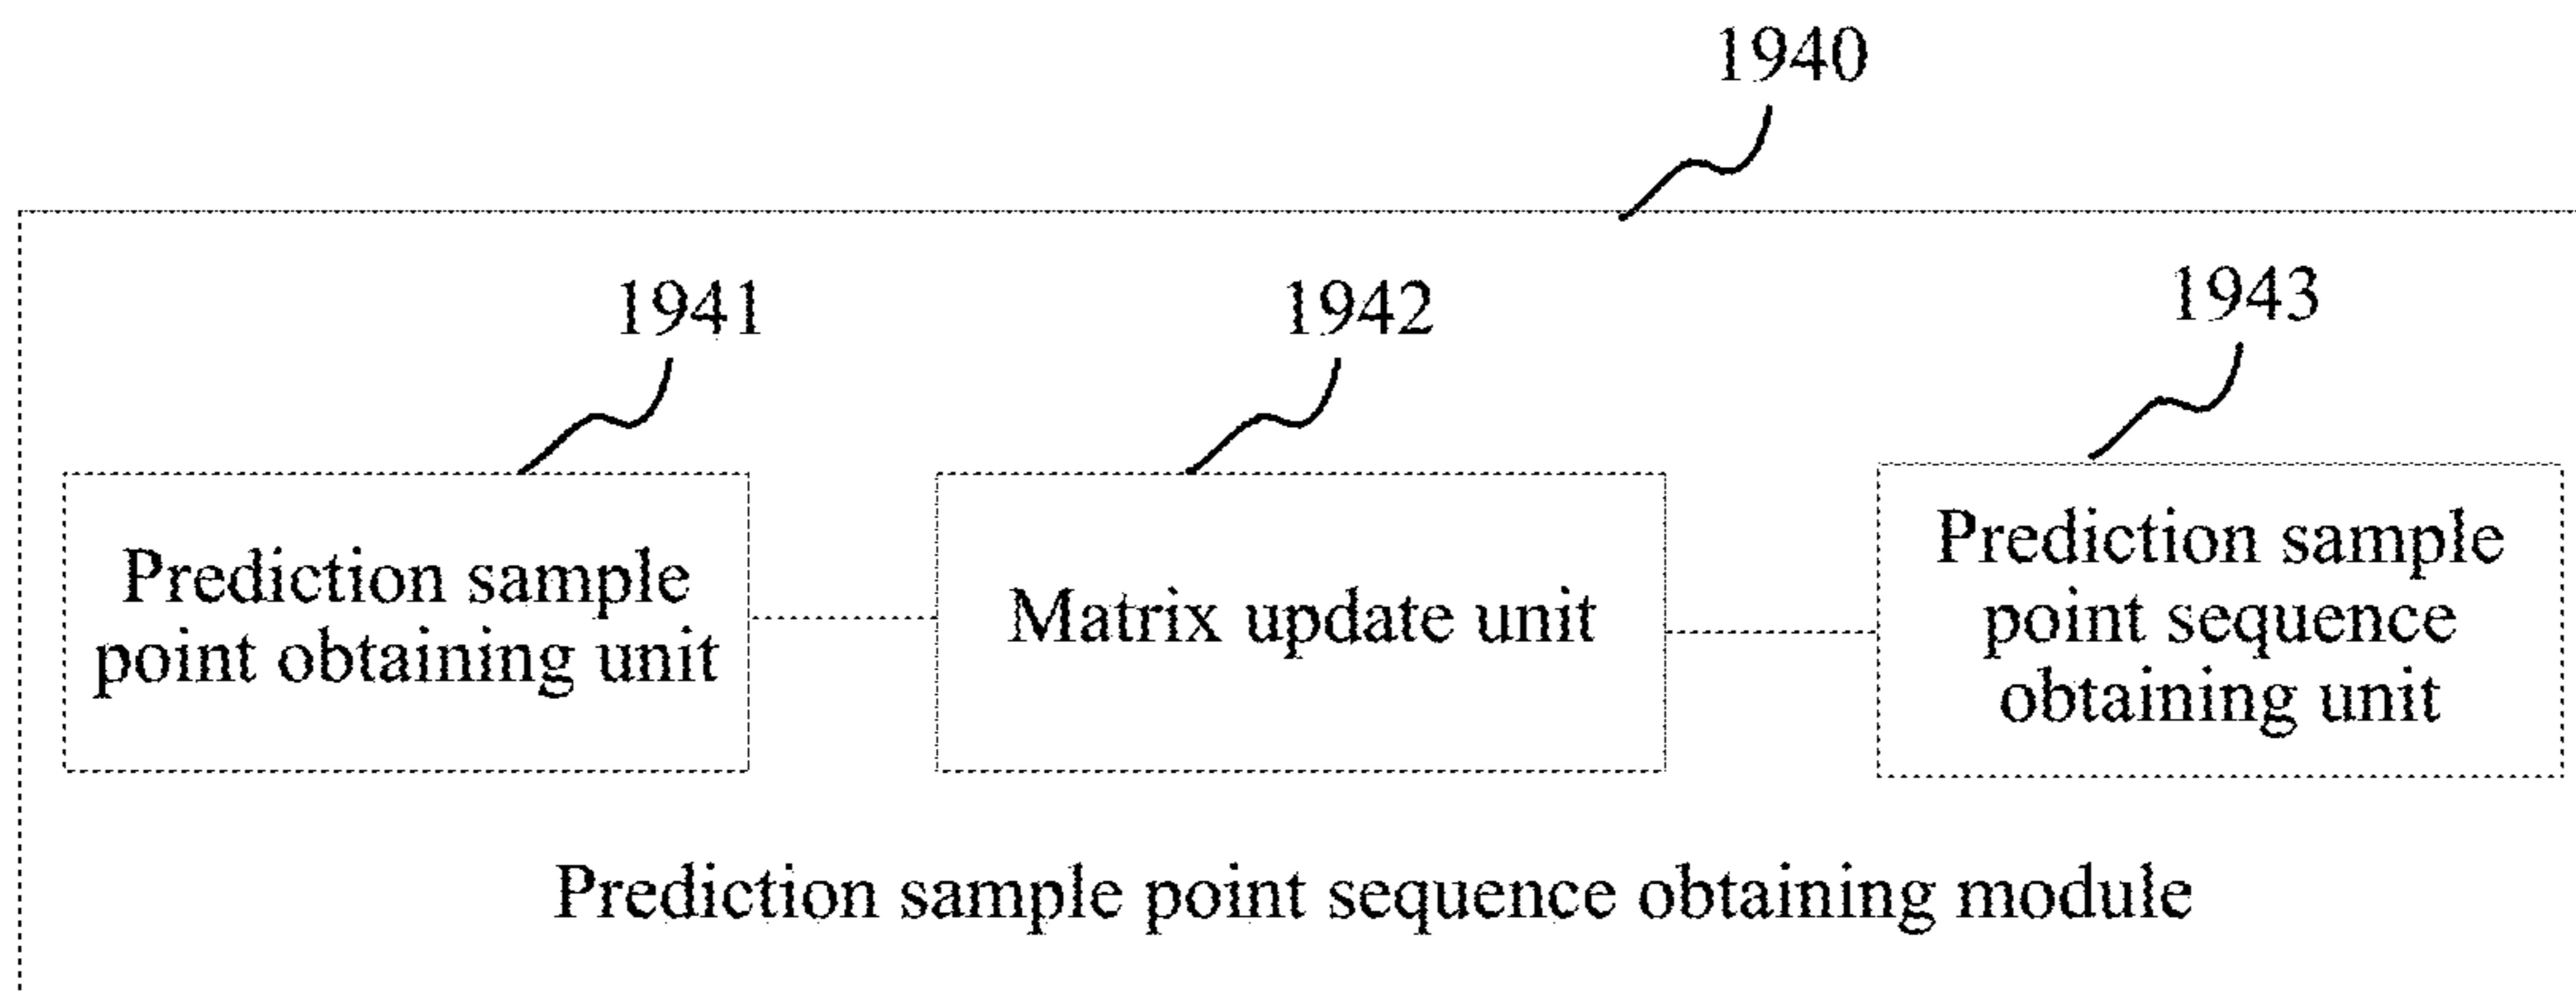 1940
1941
1942
1943
Prediction sample
point obtaining unit
Matrix update unit
Prediction sample
point sequence
obtaining unit
Prediction sample point sequence obtaining module